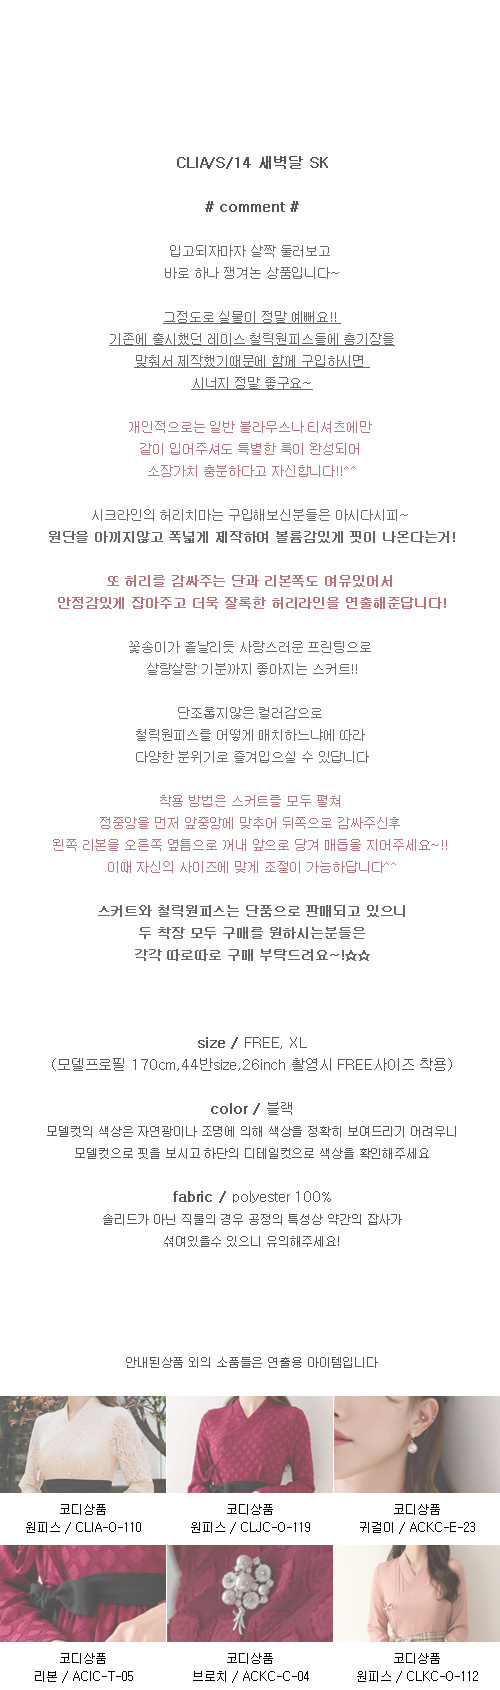 CLIA/S/14 새벽달 SK
# comment #
입고되자마자 살짝 둘러보고
바로 하나 쟁겨논 상품입니다~
그정도로 실물이 정말 예뻐요!!
기존에 출시했던 레이스 철릭원피스들에 총기장을
맞춰서 제작했기때문에 함께 구입하시면
시너지 정말 좋구요~
개인적으로는 일반 블라우스나 티셔츠에만
같이 입어주셔도 특별한 룩이 완성되어
소장가치 충분하다고 자신합니다!!^^
시크라인의 허리치마는 구입해보신분들은 아시다시피~
원단을 아끼지않고 폭넓게 제작하여 볼륨감있게 핏이 나온다는거!
또 허리를 감싸주는 단과 리본폭도 여유있어서
안정감있게 잡아주고 더욱 잘록한 허리라인을 연출해준답니다!
꽃송이가 흩날리듯 사랑스러운 프린팅으로
살랑살랑 기분까지 좋아지는 스커트!!
단조롭지않은 컬러감으로
철릭원피스를 어떻게 매치하느냐에 따라
다양한 분위기로 즐겨입으실 수 있답니다
착용 방법은 스커트를 모두 펼쳐
정중앙을 먼저 앞중앙에 맞추어 뒤쪽으로 감싸주신후
왼쪽 리본을 오른쪽 옆틈으로 꺼내 앞으로 당겨 매듭을 지어주세요~!!
이때 자신의 사이즈에 맞게 조절이 가능하답니다^^
스커트와 철릭원피스는 단품으로 판매되고 있으니
두 착장 모두 구매를 원하시는분들은
각각 따로따로 구매 부탁드려요~!☆☆
size / FREE, XL
(모델프로필 170cm,44반size,26inch 촬영시 FREE사이즈 착용)
color / 블랙
모델컷의 색상은 자연광이나 조명에 의해 색상을 정확히 보여드리기 어려우니
모델컷으로 핏을 보시고 하단의 디테일컷으로 색상을 확인해주세요
fabric / polyester 100%
솔리드가 아닌 직물의 경우 공정의 특성상 약간의 잡사가
섞여있을수 있으니 유의해주세요!
안내된상품 외의 소품들은 연출용 아이템입니다
코디상품
원피스 / CLIA-O-110
코디상품
원피스 / CLJC-O-119
코디상품
귀걸이 / ACKC-E-23
코디상품
리본 / ACIC-T-05
코디상품
브로치 / ACKC-C-04
코디상품
원피스 / CLKC-O-112